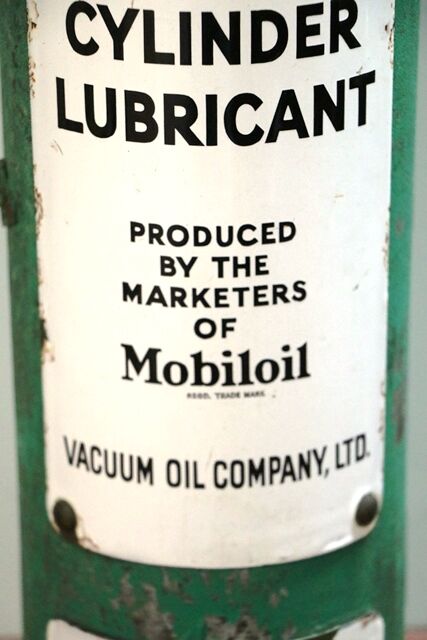 CYLINDER
LUBRICANT
PRODUCED
BY THE
MARKETERS
OF
Mobiloil
REGD. TRADE MARK
VACUUM OIL COMPANY, LTD.